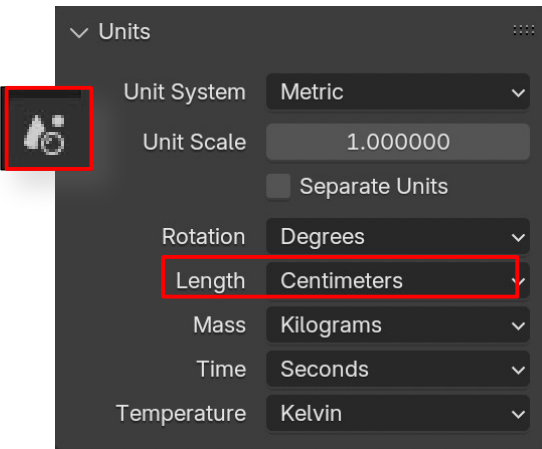 Units
Unit System Metric
Unit Scale 1.000000
Separate Units
Rotation Degrees
Length Centimeters
Mass Kilograms
Time Seconds
Temperature Kelvin